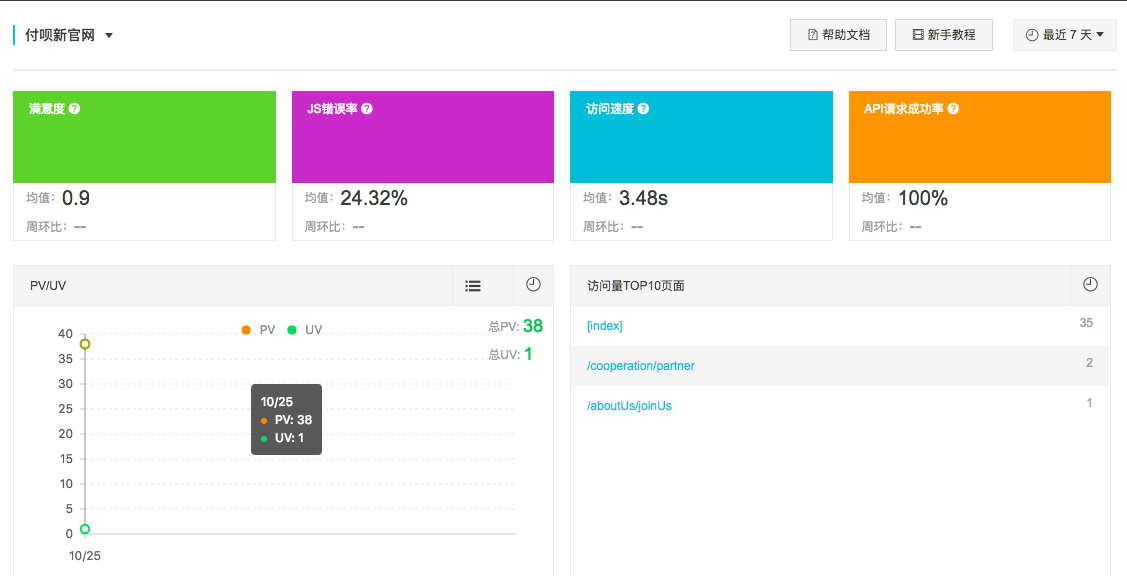 付呗新官网
帮助文档
新手教程
最近 7 天
满意度
JS错误率
访问速度
API请求成功率
均值: 0.9
均值: 24.32%
均值: 3.48s
均值: 100%
周环比: --
周环比: --
周环比: --
周环比: --
PV/UV
PV
UV
总PV: 38
总UV: 1
40
35
30
25
20
15
10
5
0
10/25
10/25
PV: 38
UV: 1
访问量TOP10页面
[index] 35
/cooperation/partner 2
/aboutUs/joinUs 1